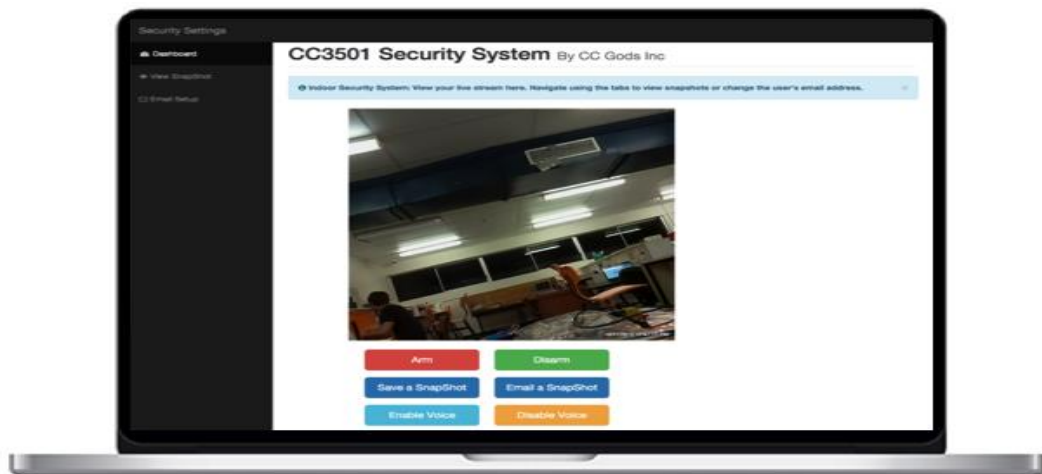 Security Settings
Dashboard
View SnapShot
Email Setup
CC3501 Security System By CC Gods Inc
Indoor Security System: View your live stream here. Navigate using the tabs to view snapshots or change the user's email address.
Arm
Disarm
Save a SnapShot
Email a SnapShot
Enable Voice
Disable Voice